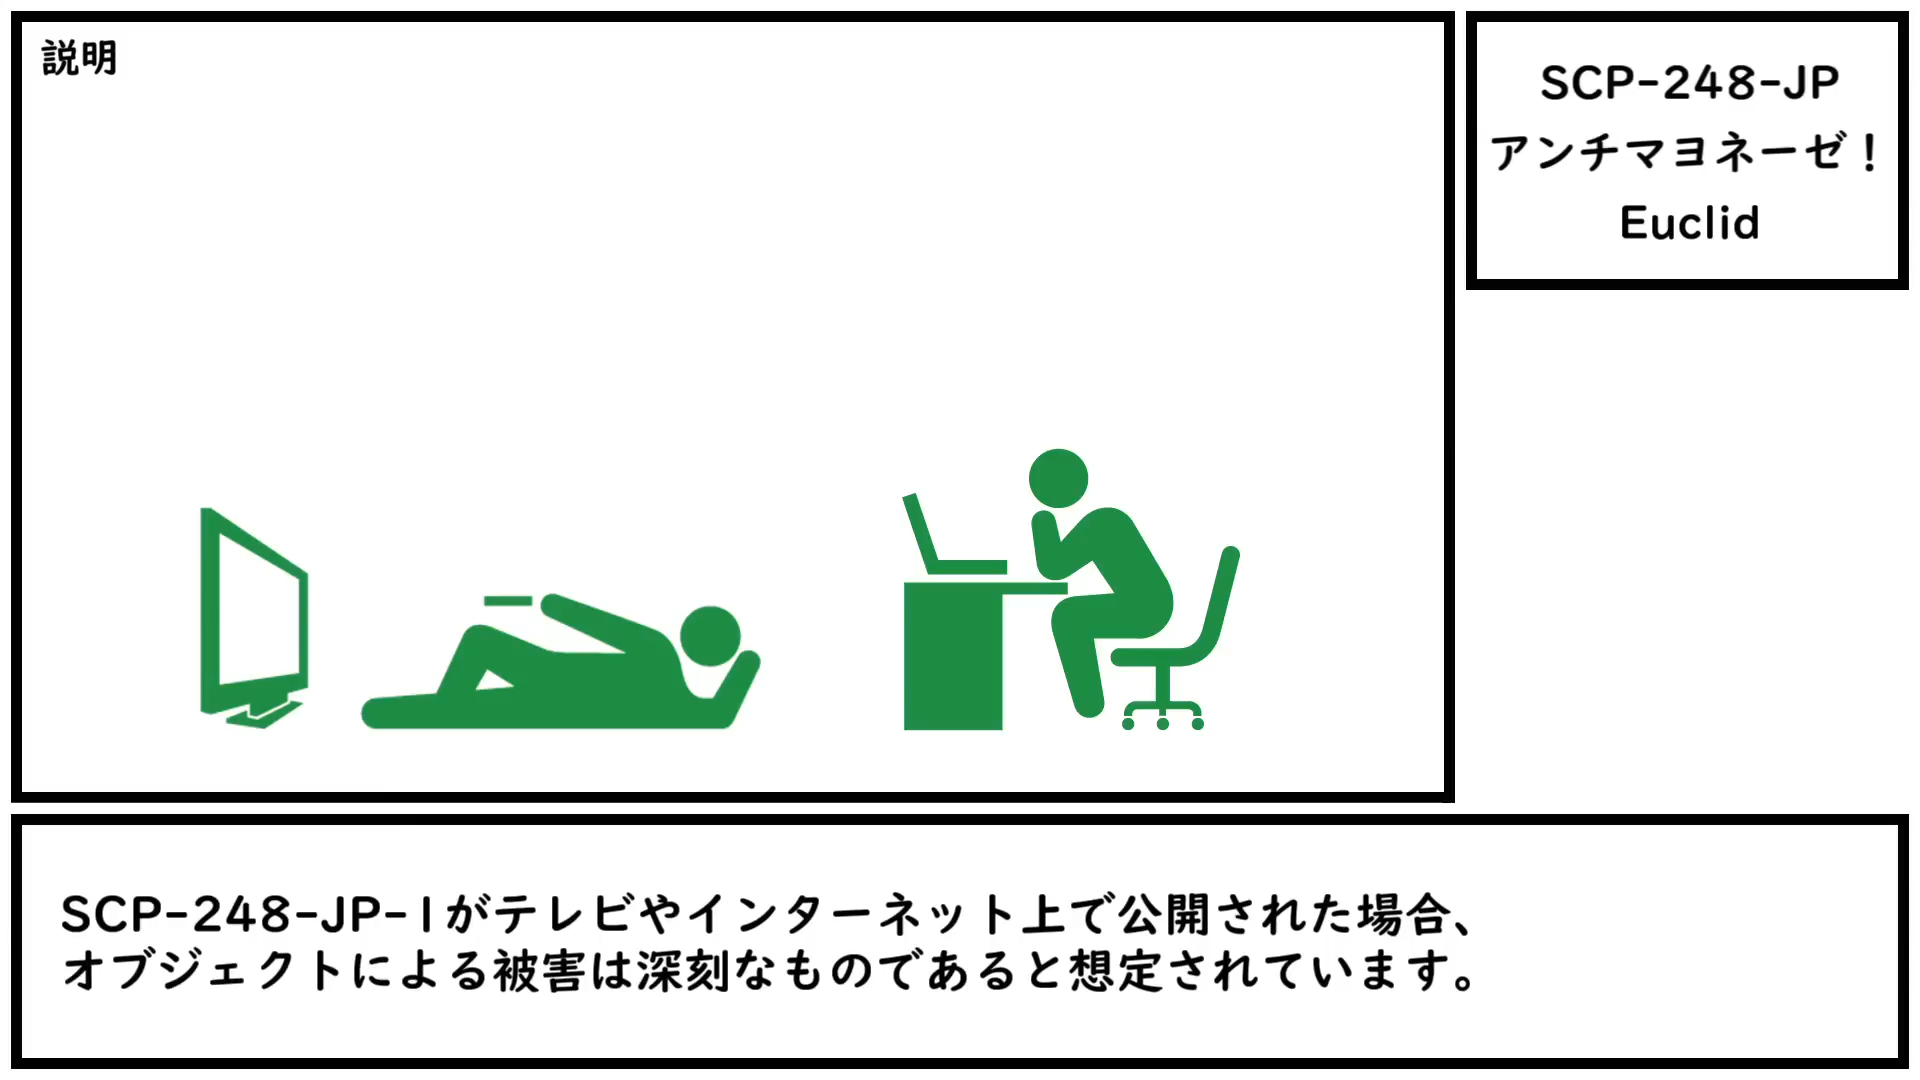 説明
SCP-248-JP
アンチマヨネーゼ！
Euclid
SCP-248-JP-1がテレビやインターネット上で公開された場合、
オブジェクトによる被害は深刻なものであると想定されています。